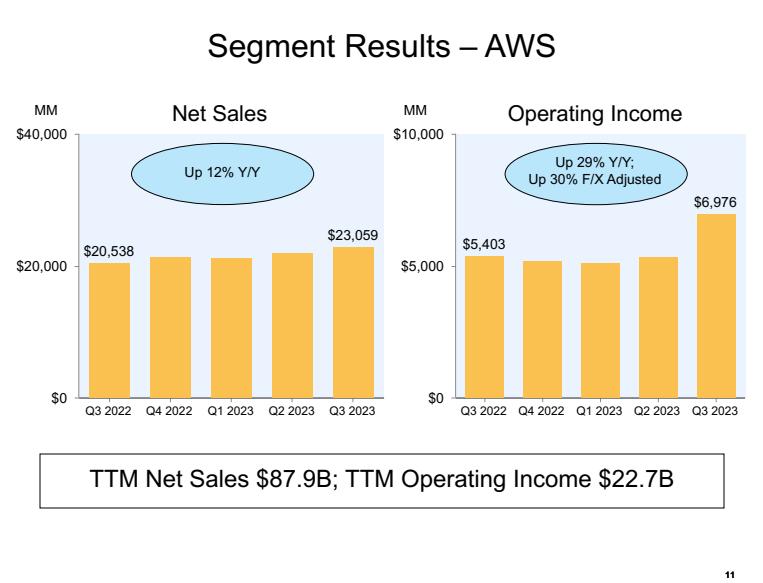 Segment Results – AWS
MM
Net Sales
$40,000
$20,000
$0
Up 12% Y/Y
$20,538
$23,059
Q3 2022
Q4 2022
Q1 2023
Q2 2023
Q3 2023
MM
Operating Income
$10,000
$5,000
$0
Up 29% Y/Y;
Up 30% F/X Adjusted
$5,403
$6,976
Q3 2022
Q4 2022
Q1 2023
Q2 2023
Q3 2023
TTM Net Sales $87.9B; TTM Operating Income $22.7B
11